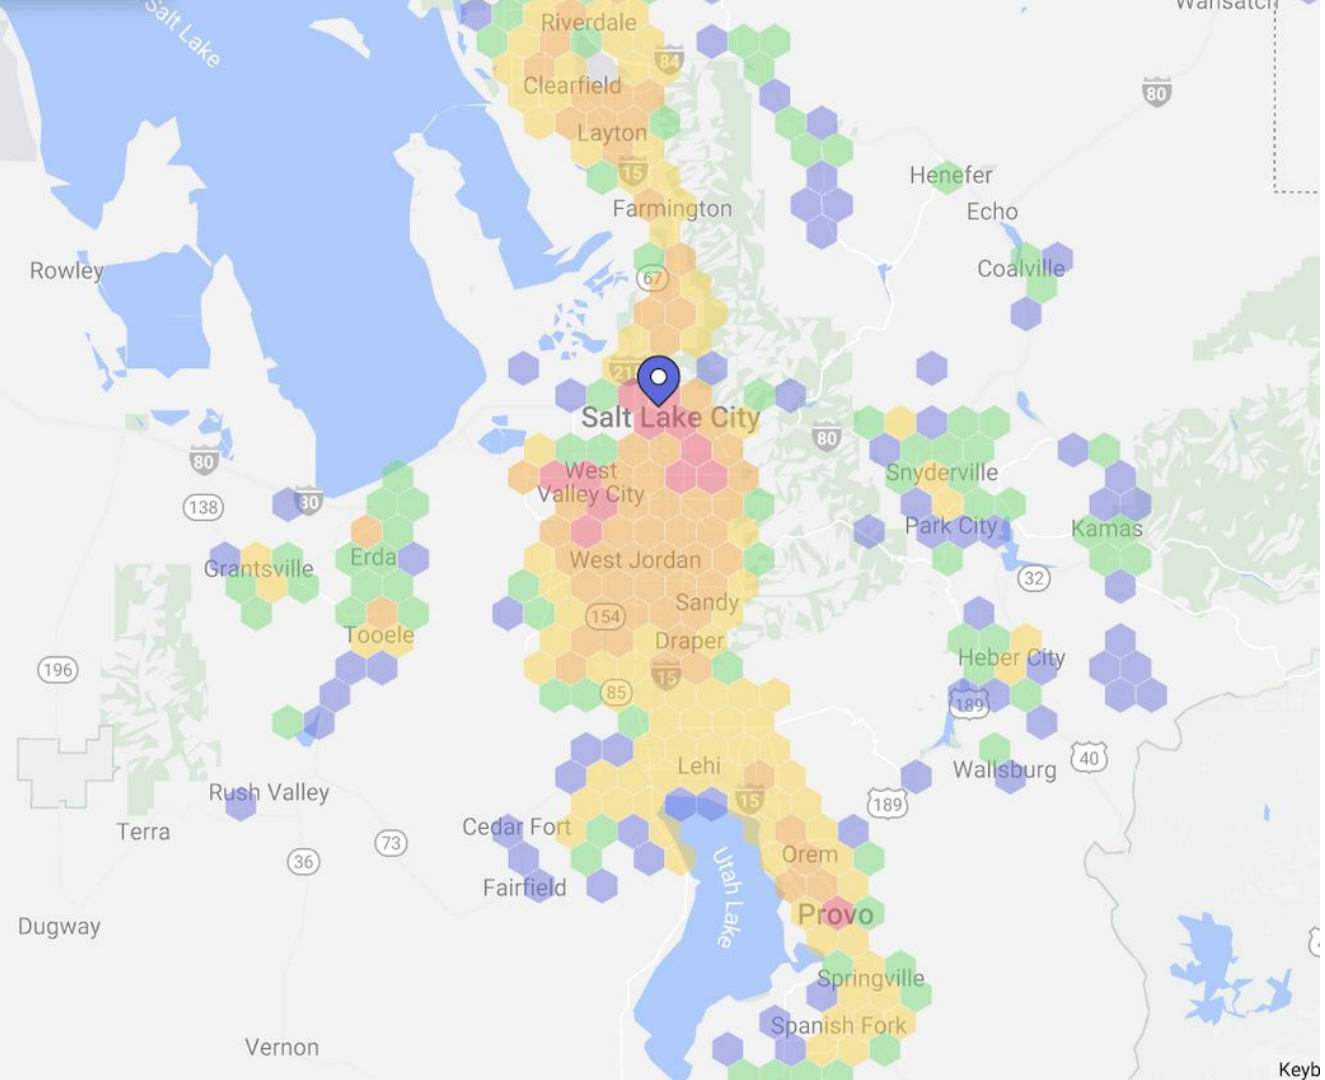 Wansatch
Salt Lake
Riverdale
84
Clearfield
80
Layton
15
Henefer
Farmington
Echo
Rowley
67
Coalville
215
Salt Lake City
80
80
West
Valley City
Snyderville
138
80
Park City
Kamas
Erda
Grantsville
West Jordan
32
Sandy
154
Tooele
Draper
Heber City
196
15
85
189
Lehi
Wallsburg
40
Rush Valley
15
189
Terra
Cedar Fort
73
36
Orem
Fairfield
Utah Lake
Provo
Dugway
Springville
Spanish Fork
Vernon
Keyb